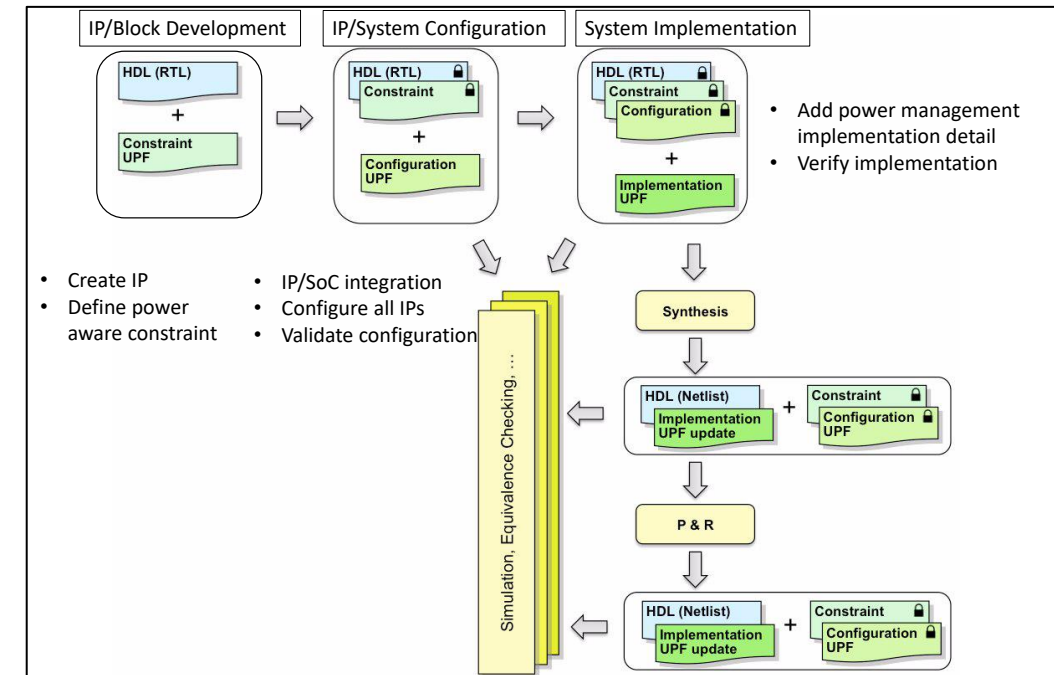 IP/Block Development
IP/System Configuration
System Implementation
HDL (RTL)
+
Constraint
UPF
HDL (RTL)
Constraint
+
Configuration
UPF
HDL (RTL)
Constraint
Configuration
+
Implementation
UPF
• Add power management
implementation detail
• Verify implementation
• Create IP
• Define power
aware constraint
• IP/SoC integration
• Configure all IPs
• Validate configuration
Simulation, Equivalence Checking, ...
Synthesis
HDL (Netlist)
Implementation
UPF update
+
Constraint
Configuration
UPF
P & R
HDL (Netlist)
Implementation
UPF update
+
Constraint
Configuration
UPF